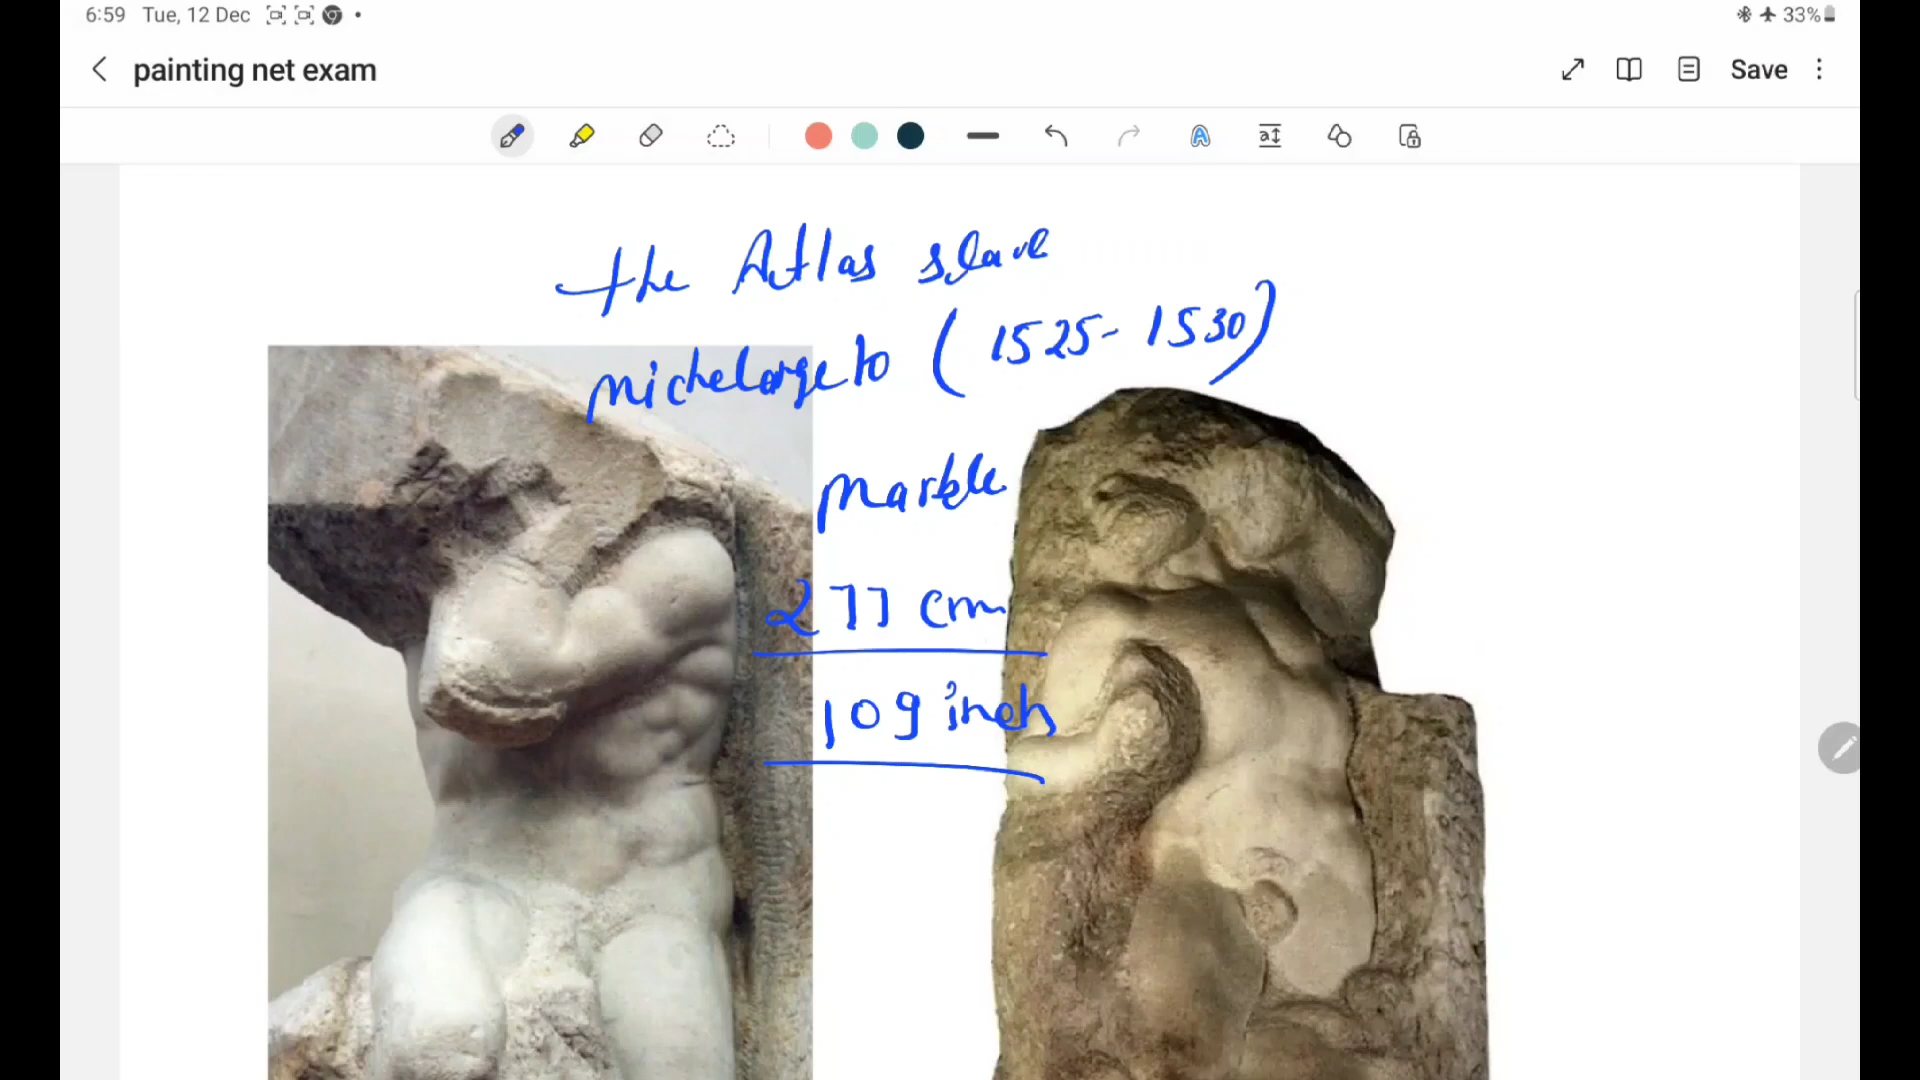 6:59 Tue, 12 Dec 33%
painting net exam Save
the Atlas slave
michelangeto (1525-1530)
marble
277 cm
109 inch